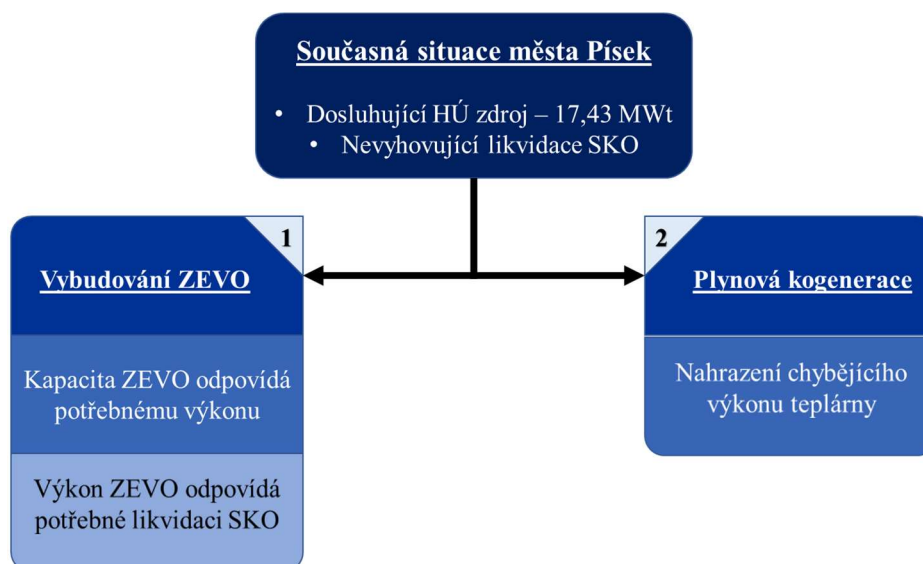 Současná situace města Písek
• Dosluhující HÚ zdroj – 17,43 MWt
• Nevyhovující likvidace SKO
1
Vybudování ZEVO
Kapacita ZEVO odpovídá
potřebnému výkonu
Výkon ZEVO odpovídá
potřebné likvidaci SKO
2
Plynová kogenerace
Nahrazení chybějícího
výkonu teplárny